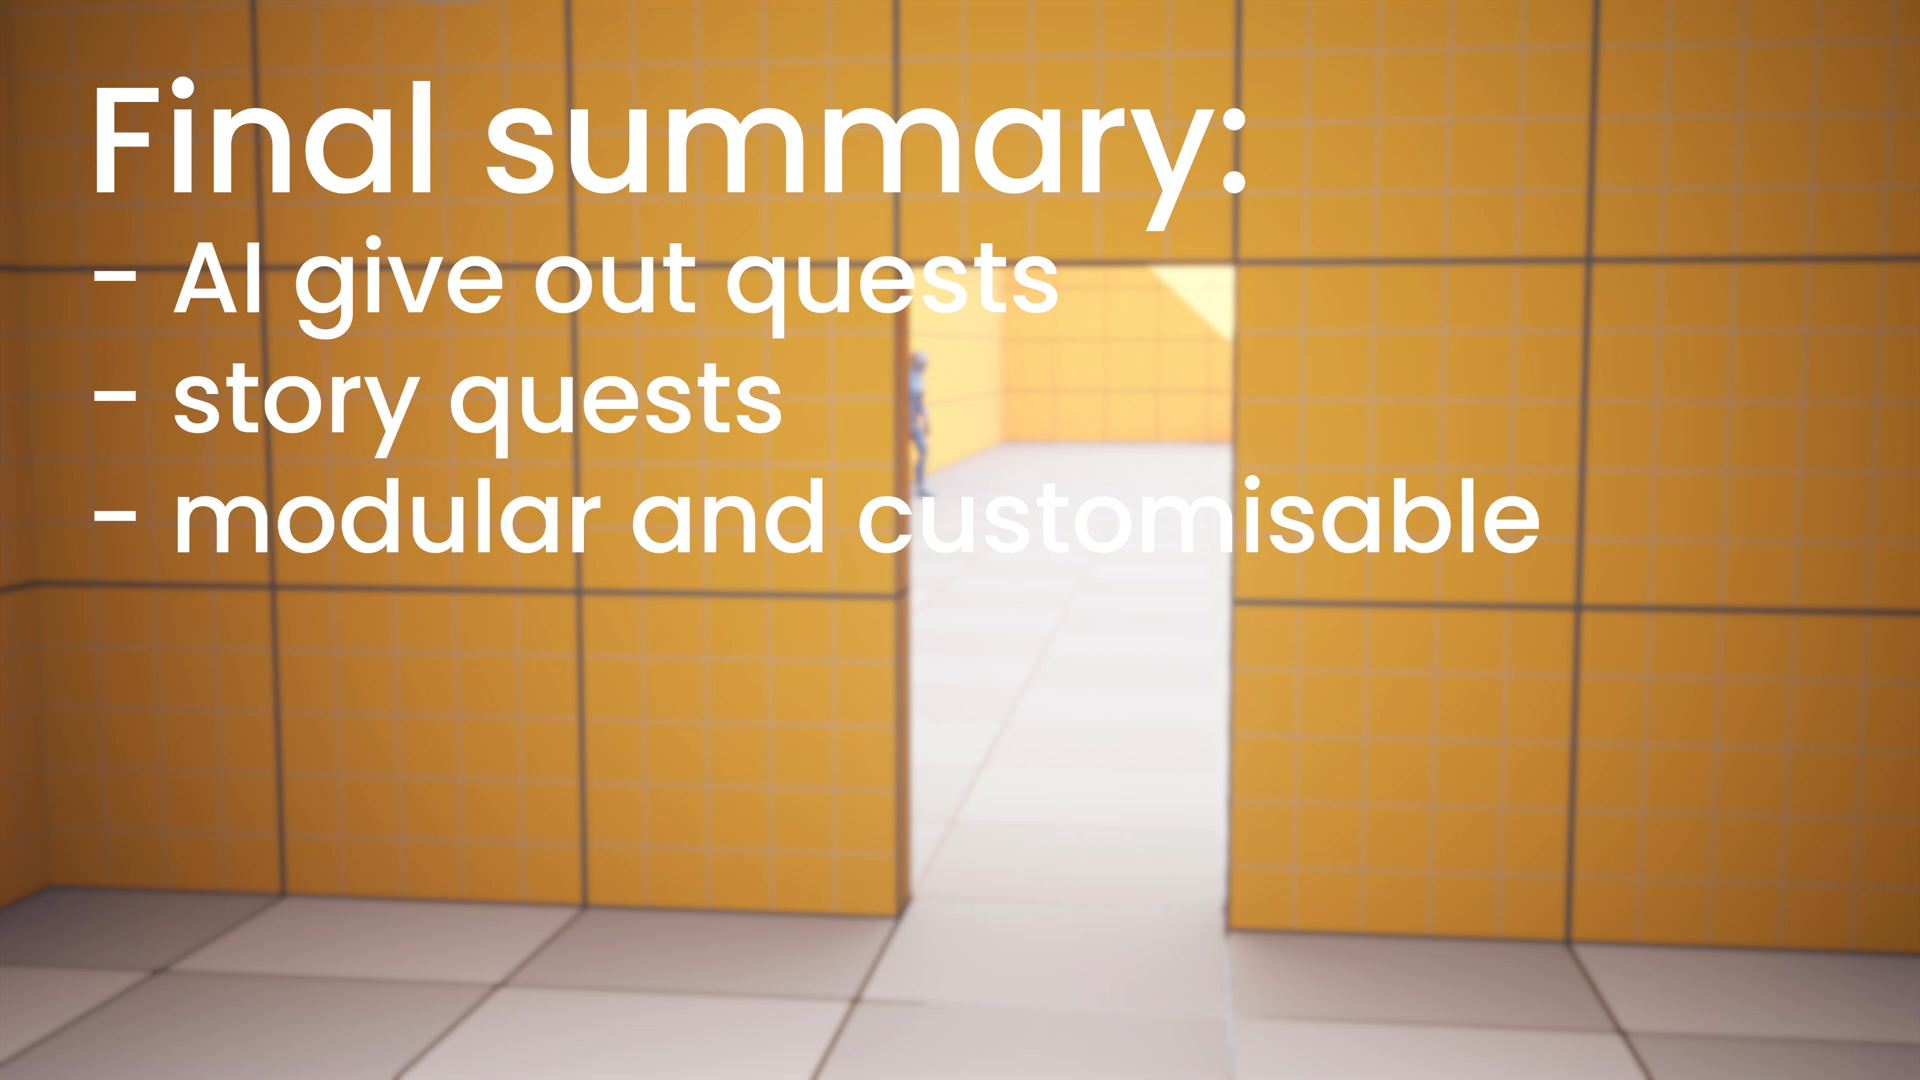 Final summary:
- AI give out quests
- story quests
- modular and customisable